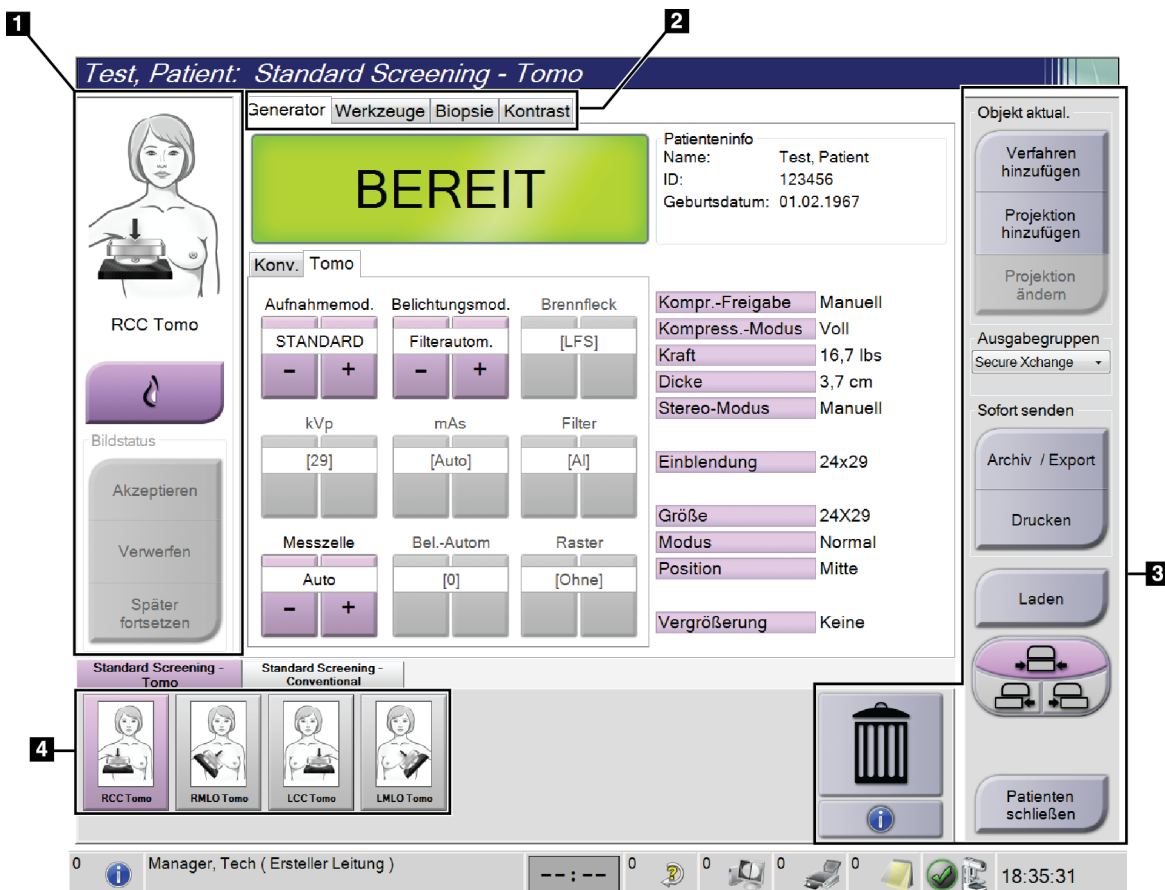 1
2
Test, Patient: Standard Screening - Tomo
Generator Werkzeuge Biopsie Kontrast
BEREIT
Patienteninfo
Name: Test, Patient
ID: 123456
Geburtsdatum: 01.02.1967
RCC Tomo
Bildstatus
Akzeptieren
Verwerfen
Später
fortsetzen
Konv. Tomo
Aufnahmemod. Belichtungsmod. Brennfleck
STANDARD Filterautom. [LFS]
- + - +
kVp mAs Filter
[29] [Auto] [Al]
Messzelle Bel.-Autom Raster
Auto [0] [Ohne]
- +
Kompr.-Freigabe Manuell
Kompress.-Modus Voll
Kraft 16,7 lbs
Dicke 3,7 cm
Stereo-Modus Manuell
Einblendung 24x29
Größe 24X29
Modus Normal
Position Mitte
Vergrößerung Keine
Objekt aktual.
Verfahren
hinzufügen
Projektion
hinzufügen
Projektion
ändern
Ausgabegruppen
Secure Xchange
Sofort senden
Archiv / Export
Drucken
3
Laden
Patienten
schließen
Standard Screening -
Tomo
Standard Screening -
Conventional
4
RCC Tomo RMLO Tomo LCC Tomo LMLO Tomo
0 Manager, Tech ( Ersteller Leitung ) --:-- 0 0 0 0 18:35:31